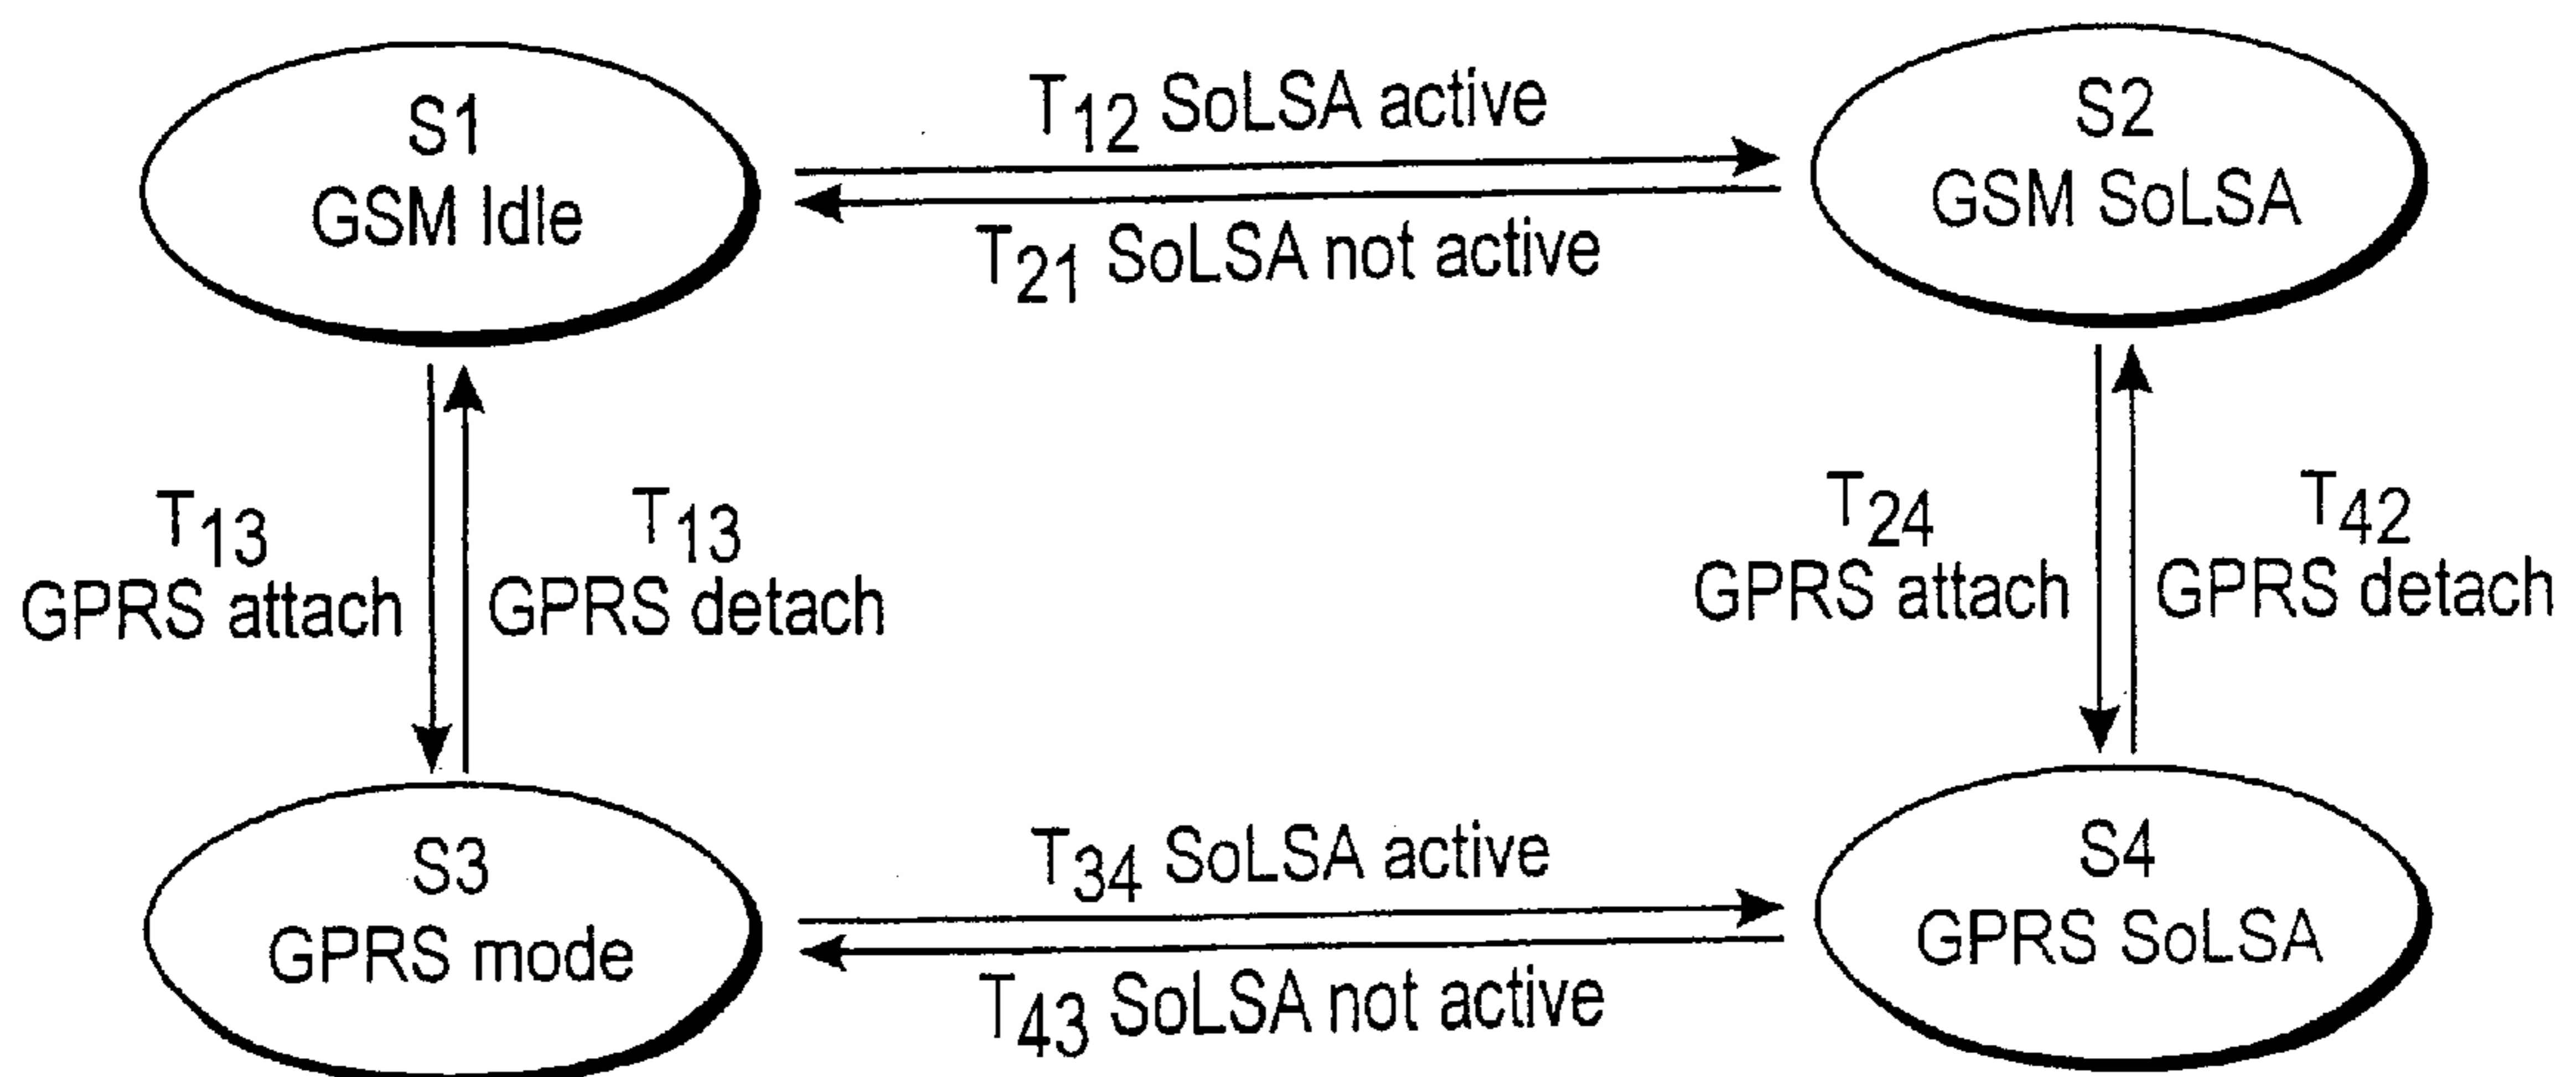 S1
GSM Idle
T12 SoLSA active
T21 SoLSA not active
S2
GSM SoLSA
T13
GPRS attach
T13
GPRS detach
T24
GPRS attach
T42
GPRS detach
S3
GPRS mode
T34 SoLSA active
T43 SoLSA not active
S4
GPRS SoLSA